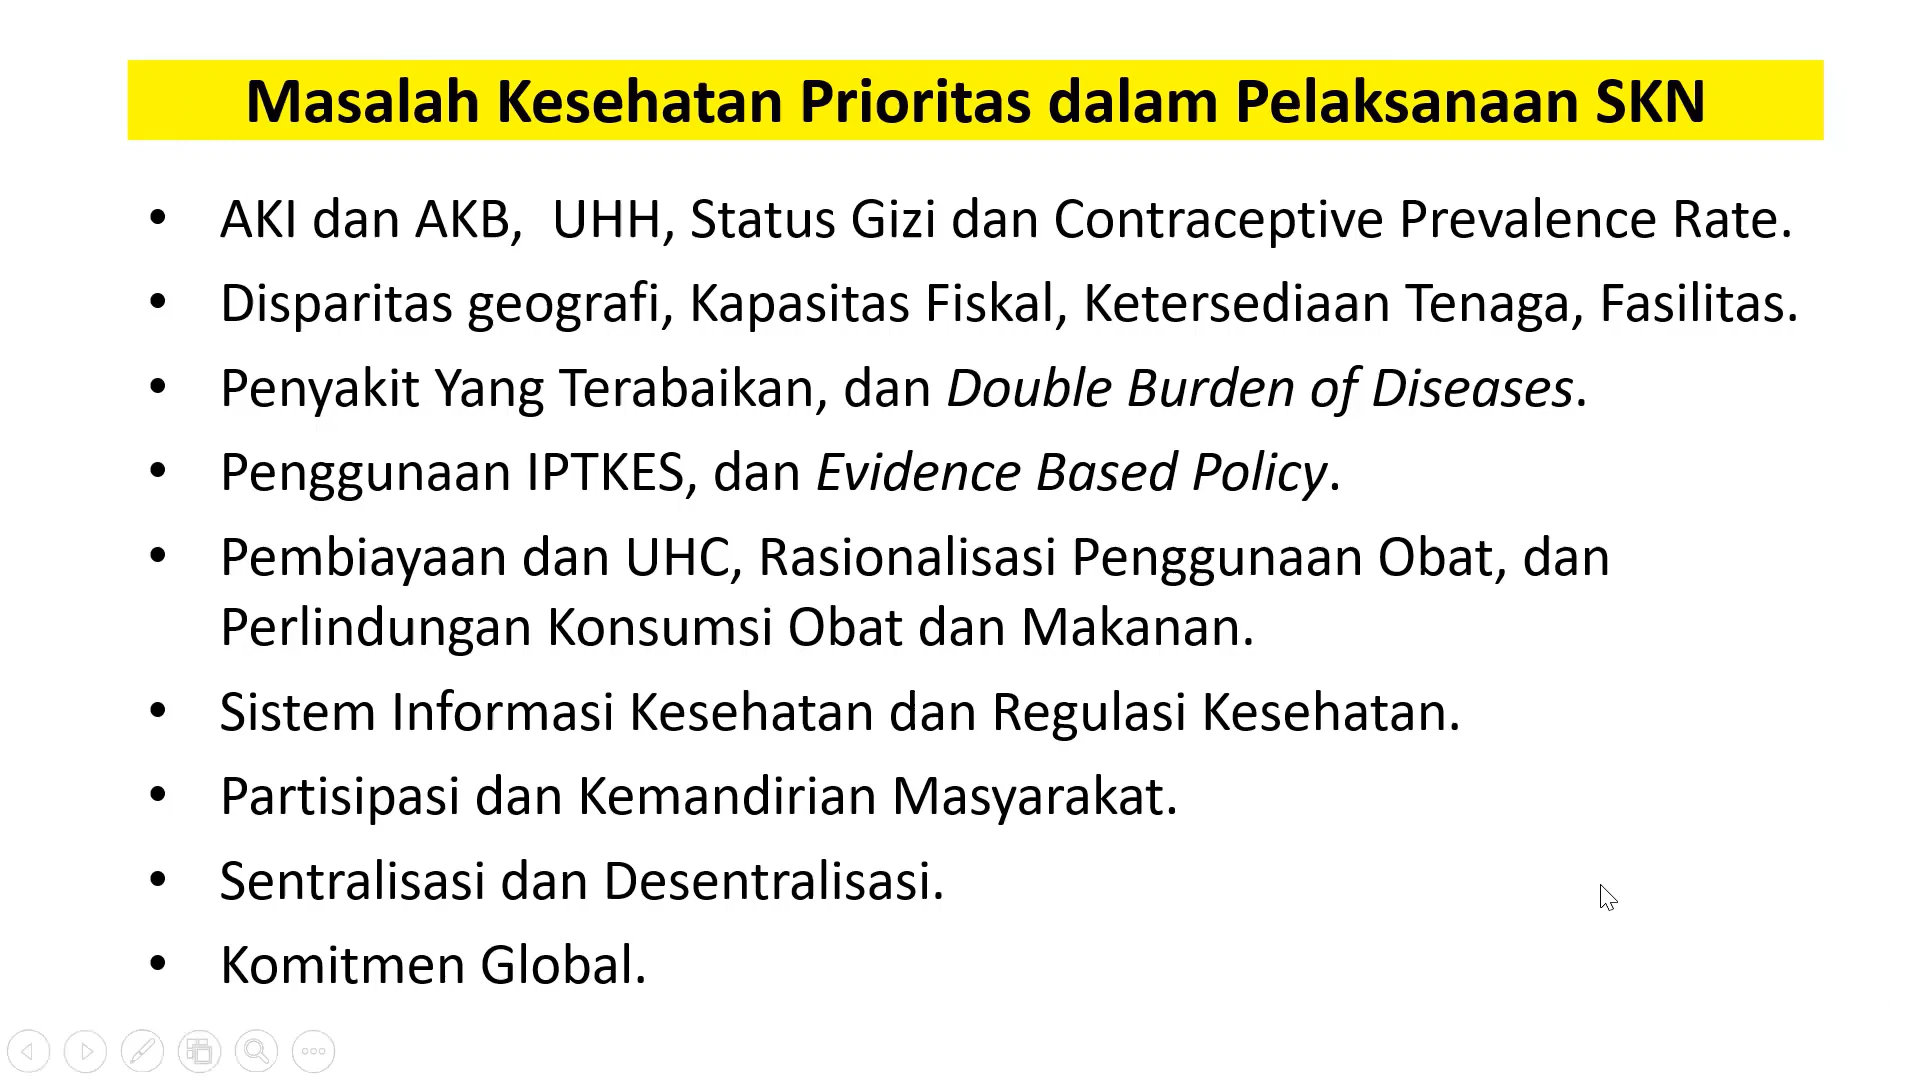 Masalah Kesehatan Prioritas dalam Pelaksanaan SKN
• AKI dan AKB,  UHH, Status Gizi dan Contraceptive Prevalence Rate.
• Disparitas geografi, Kapasitas Fiskal, Ketersediaan Tenaga, Fasilitas.
• Penyakit Yang Terabaikan, dan Double Burden of Diseases.
• Penggunaan IPTKES, dan Evidence Based Policy.
• Pembiayaan dan UHC, Rasionalisasi Penggunaan Obat, dan
Perlindungan Konsumsi Obat dan Makanan.
• Sistem Informasi Kesehatan dan Regulasi Kesehatan.
• Partisipasi dan Kemandirian Masyarakat.
• Sentralisasi dan Desentralisasi.
• Komitmen Global.